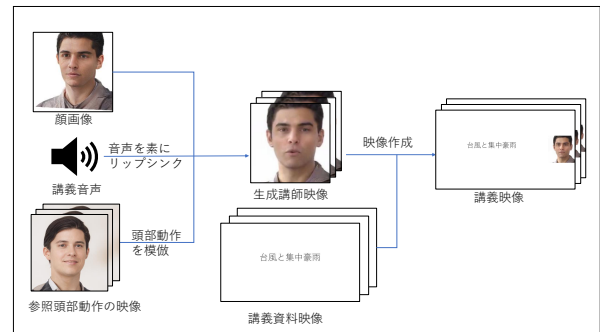 顔画像
音声を素に
リップシンク
講義音声
頭部動作
を模倣
参照頭部動作の映像
生成講師映像
台風と集中豪雨
講義資料映像
映像作成
台風と集中豪雨
講義映像